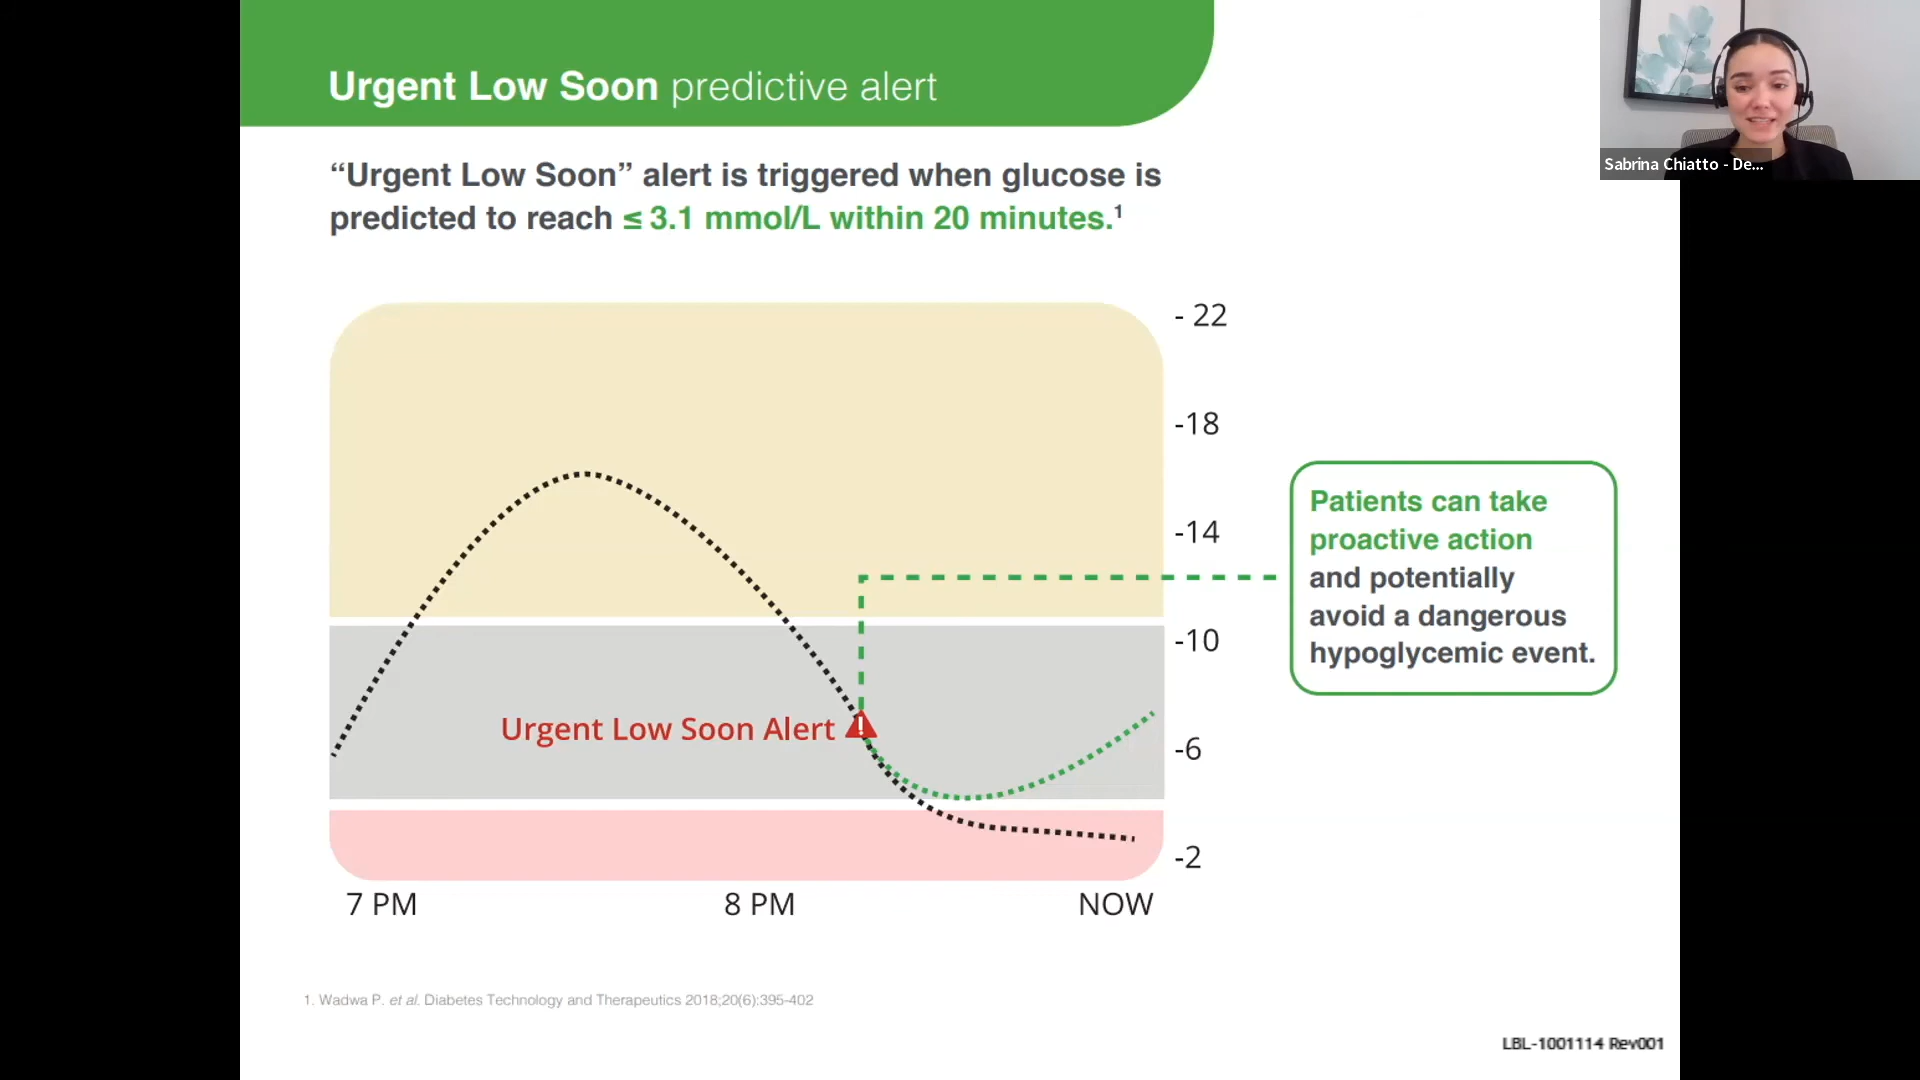 Urgent Low Soon predictive alert
Sabrina Chiatto - De...
“Urgent Low Soon” alert is triggered when glucose is
predicted to reach ≤ 3.1 mmol/L within 20 minutes.¹
- 22
-18
-14
-10
-6
-2
Urgent Low Soon Alert
!
Patients can take
proactive action
and potentially
avoid a dangerous
hypoglycemic event.
7 PM
8 PM
NOW
1. Wadwa P. et al. Diabetes Technology and Therapeutics 2018;20(6):395-402
LBL-1001114 Rev001